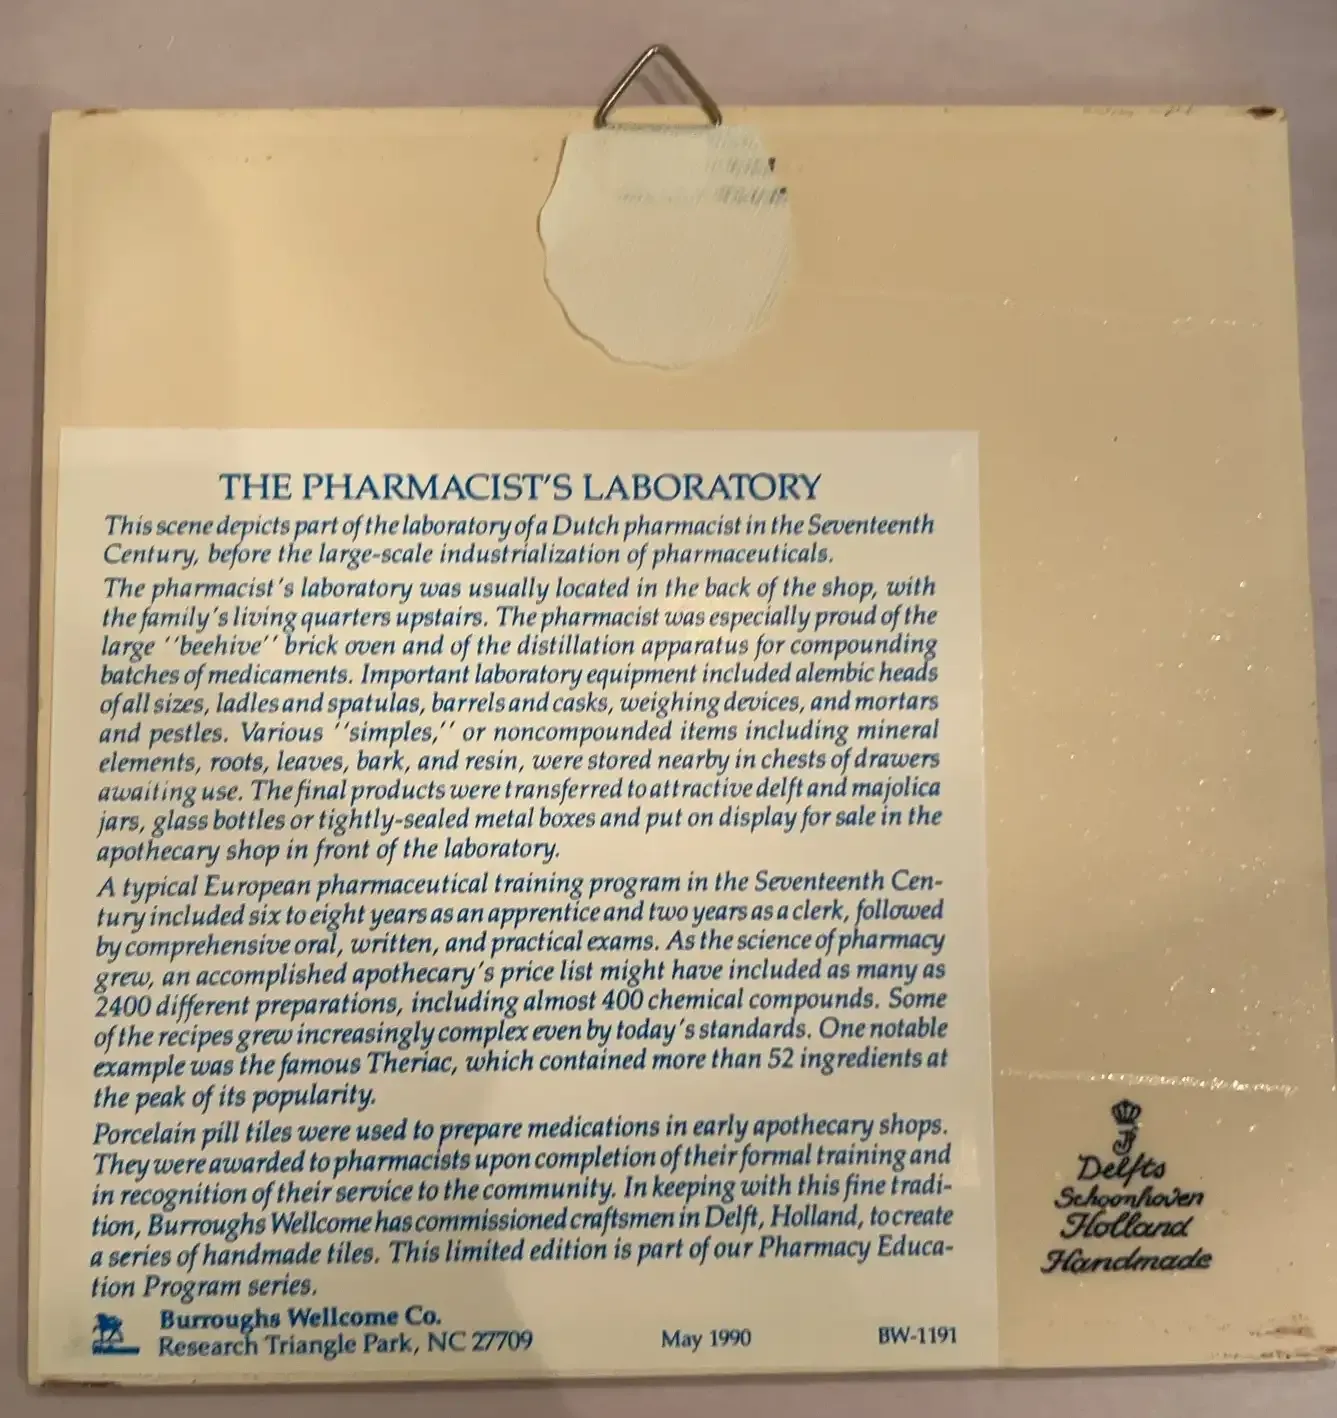 THE PHARMACIST'S LABORATORY
This scene depicts part of the laboratory of a Dutch pharmacist in the Seventeenth
Century, before the large-scale industrialization of pharmaceuticals.
The pharmacist's laboratory was usually located in the back of the shop, with
the family's living quarters upstairs. The pharmacist was especially proud of the
large ''beehive'' brick oven and of the distillation apparatus for compounding
batches of medicaments. Important laboratory equipment included alembic heads
of all sizes, ladles and spatulas, barrels and casks, weighing devices, and mortars
and pestles. Various ''simples,'' or noncompounded items including mineral
elements, roots, leaves, bark, and resin, were stored nearby in chests of drawers
awaiting use. The final products were transferred to attractive delft and majolica
jars, glass bottles or tightly-sealed metal boxes and put on display for sale in the
apothecary shop in front of the laboratory.
A typical European pharmaceutical training program in the Seventeenth Cen-
tury included six to eight years as an apprentice and two years as a clerk, followed
by comprehensive oral, written, and practical exams. As the science of pharmacy
grew, an accomplished apothecary's price list might have included as many as
2400 different preparations, including almost 400 chemical compounds. Some
of the recipes grew increasingly complex even by today's standards. One notable
example was the famous Theriac, which contained more than 52 ingredients at
the peak of its popularity.
Porcelain pill tiles were used to prepare medications in early apothecary shops.
They were awarded to pharmacists upon completion of their formal training and
in recognition of their service to the community. In keeping with this fine tradi-
tion, Burroughs Wellcome has commissioned craftsmen in Delft, Holland, to create
a series of handmade tiles. This limited edition is part of our Pharmacy Educa-
tion Program series.
Burroughs Wellcome Co.
Research Triangle Park, NC 27709 May 1990 BW-1191
Delfts
Schoonhoven
Holland
Handmade